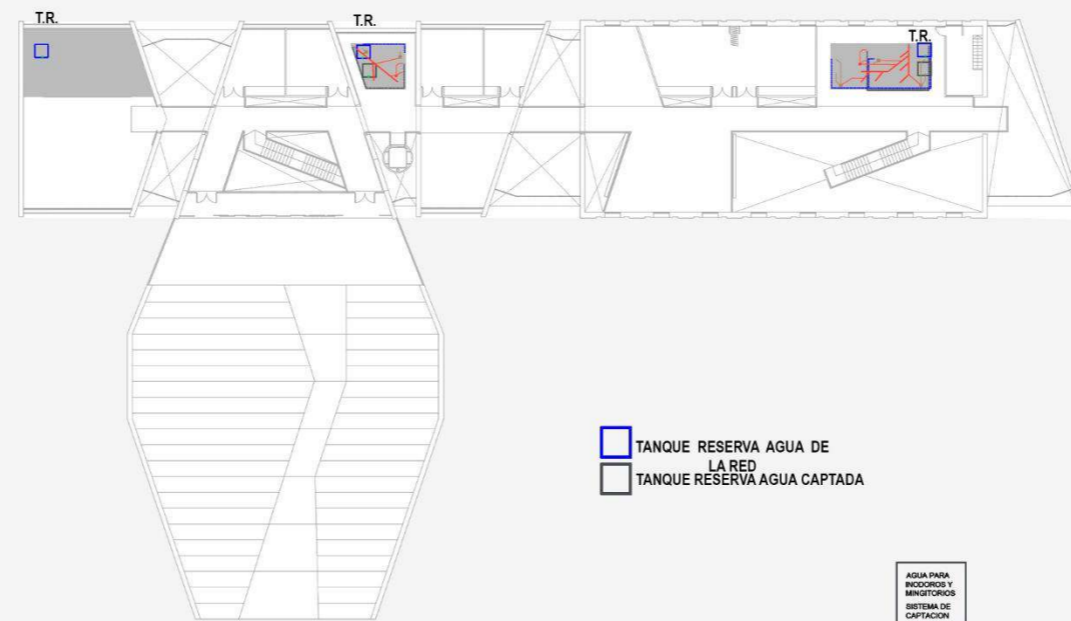 T.R.
T.R.
T.R.
TANQUE RESERVA AGUA DE
LA RED
TANQUE RESERVA AGUA CAPTADA
AGUA PARA
INODOROS Y
MINGITORIOS
SISTEMA DE
CAPTACION